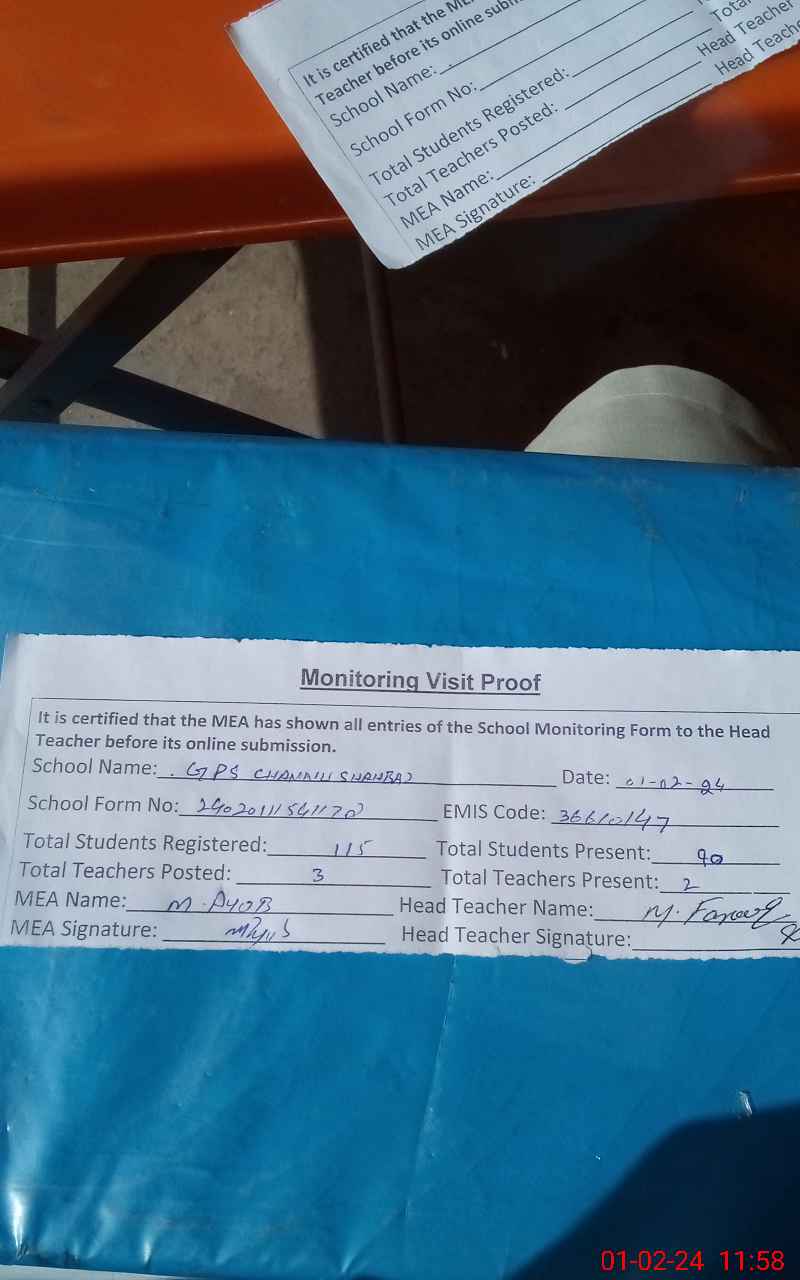 It is certified that the ME
Teacher before its online subm
School Name:
School Form No:
Total Students Registered:
Total Teachers Posted:
MEA Name:
MEA Signature:
Tota
Head Teacher
Head Teache
Monitoring Visit Proof
It is certified that the MEA has shown all entries of the School Monitoring Form to the Head
Teacher before its online submission.
School Name: GPS Date: 01-02-24
School Form No: EMIS Code: 36610147
Total Students Registered: 115 Total Students Present: 90
Total Teachers Posted: 3 Total Teachers Present: 2
MEA Name: M. AYOB Head Teacher Name: M. Farooq
MEA Signature: Head Teacher Signature:
01-02-24 11:58